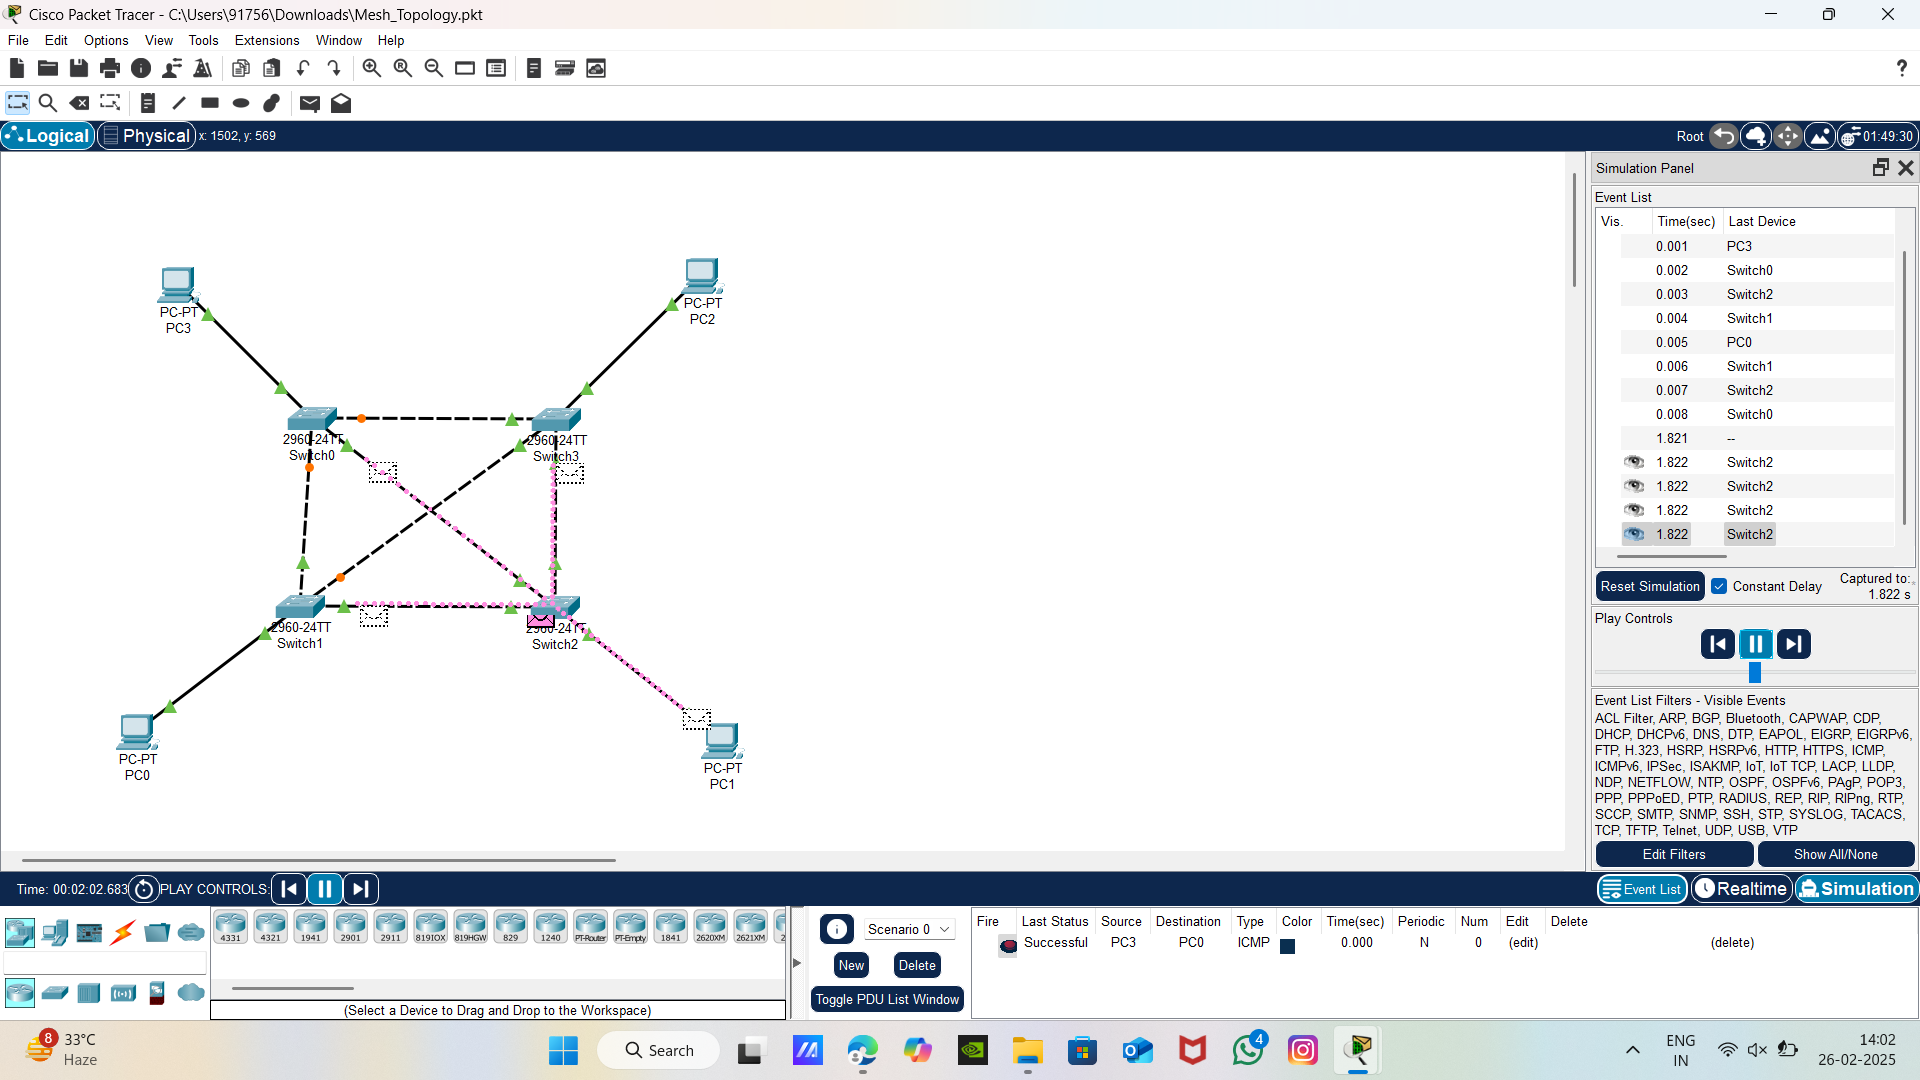 Cisco Packet Tracer - C:\Users\91756\Downloads\Mesh_Topology.pkt
File Edit Options View Tools Extensions Window Help
Logical Physical x: 1502, y: 569
Root 01:49:30
PC-PT
PC3
PC-PT
PC2
2960-24TT
Switch0
2960-24TT
Switch3
2960-24TT
Switch1
2960-24TT
Switch2
PC-PT
PC0
PC-PT
PC1
Simulation Panel
Event List
Vis. Time(sec) Last Device
0.001 PC3
0.002 Switch0
0.003 Switch2
0.004 Switch1
0.005 PC0
0.006 Switch1
0.007 Switch2
0.008 Switch0
1.821 --
1.822 Switch2
1.822 Switch2
1.822 Switch2
1.822 Switch2
Reset Simulation Constant Delay Captured to:
1.822 s
Play Controls
Event List Filters - Visible Events
ACL Filter, ARP, BGP, Bluetooth, CAPWAP, CDP,
DHCP, DHCPv6, DNS, DTP, EAPOL, EIGRP, EIGRPv6,
FTP, H.323, HSRP, HSRPv6, HTTP, HTTPS, ICMP,
ICMPv6, IPSec, ISAKMP, IoT, IoT TCP, LACP, LLDP,
NDP, NETFLOW, NTP, OSPF, OSPFv6, PAgP, POP3,
PPP, PPPoED, PTP, RADIUS, REP, RIP, RIPng, RTP,
SCCP, SMTP, SNMP, SSH, STP, SYSLOG, TACACS,
TCP, TFTP, Telnet, UDP, USB, VTP
Edit Filters Show All/None
Time: 00:02:02.683 PLAY CONTROLS:
Event List Realtime Simulation
4331 4321 1941 2901 2911 819IOX 819HGW 829 1240 PT-Router PT-Empty 1841 2620XM 2621XM 2
(Select a Device to Drag and Drop to the Workspace)
Scenario 0
New Delete
Toggle PDU List Window
Fire Last Status Source Destination Type Color Time(sec) Periodic Num Edit Delete
Successful PC3 PC0 ICMP 0.000 N 0 (edit) (delete)
8 33°C
Haze
Search
4
ENG
IN
14:02
26-02-2025